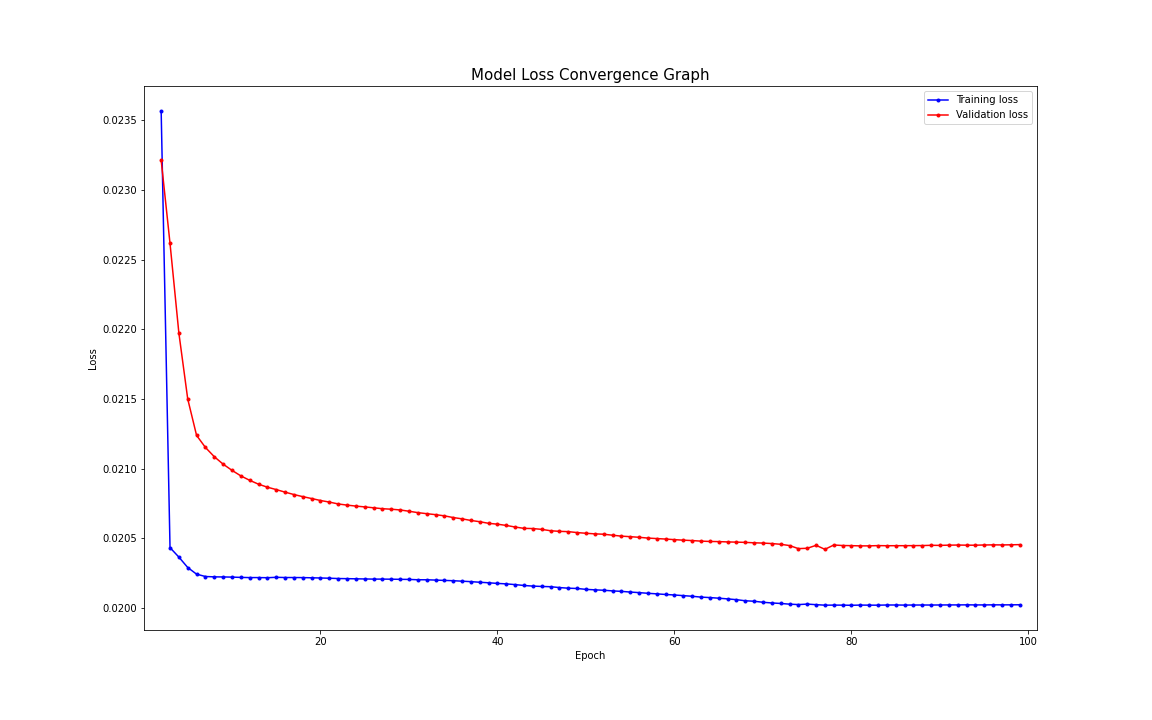 Model Loss Convergence Graph
Training loss
Validation loss
0.0235
0.0230
0.0225
0.0220
0.0215
0.0210
0.0205
0.0200
Loss
20 40 60 80 100
Epoch